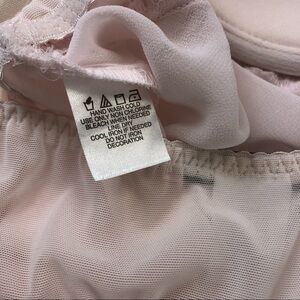 HAND WASH COLD
USE ONLY NON CHLORINE
BLEACH WHEN NEEDED
LINE DRY
COOL IRON IF NEEDED
DO NOT IRON
DECORATION